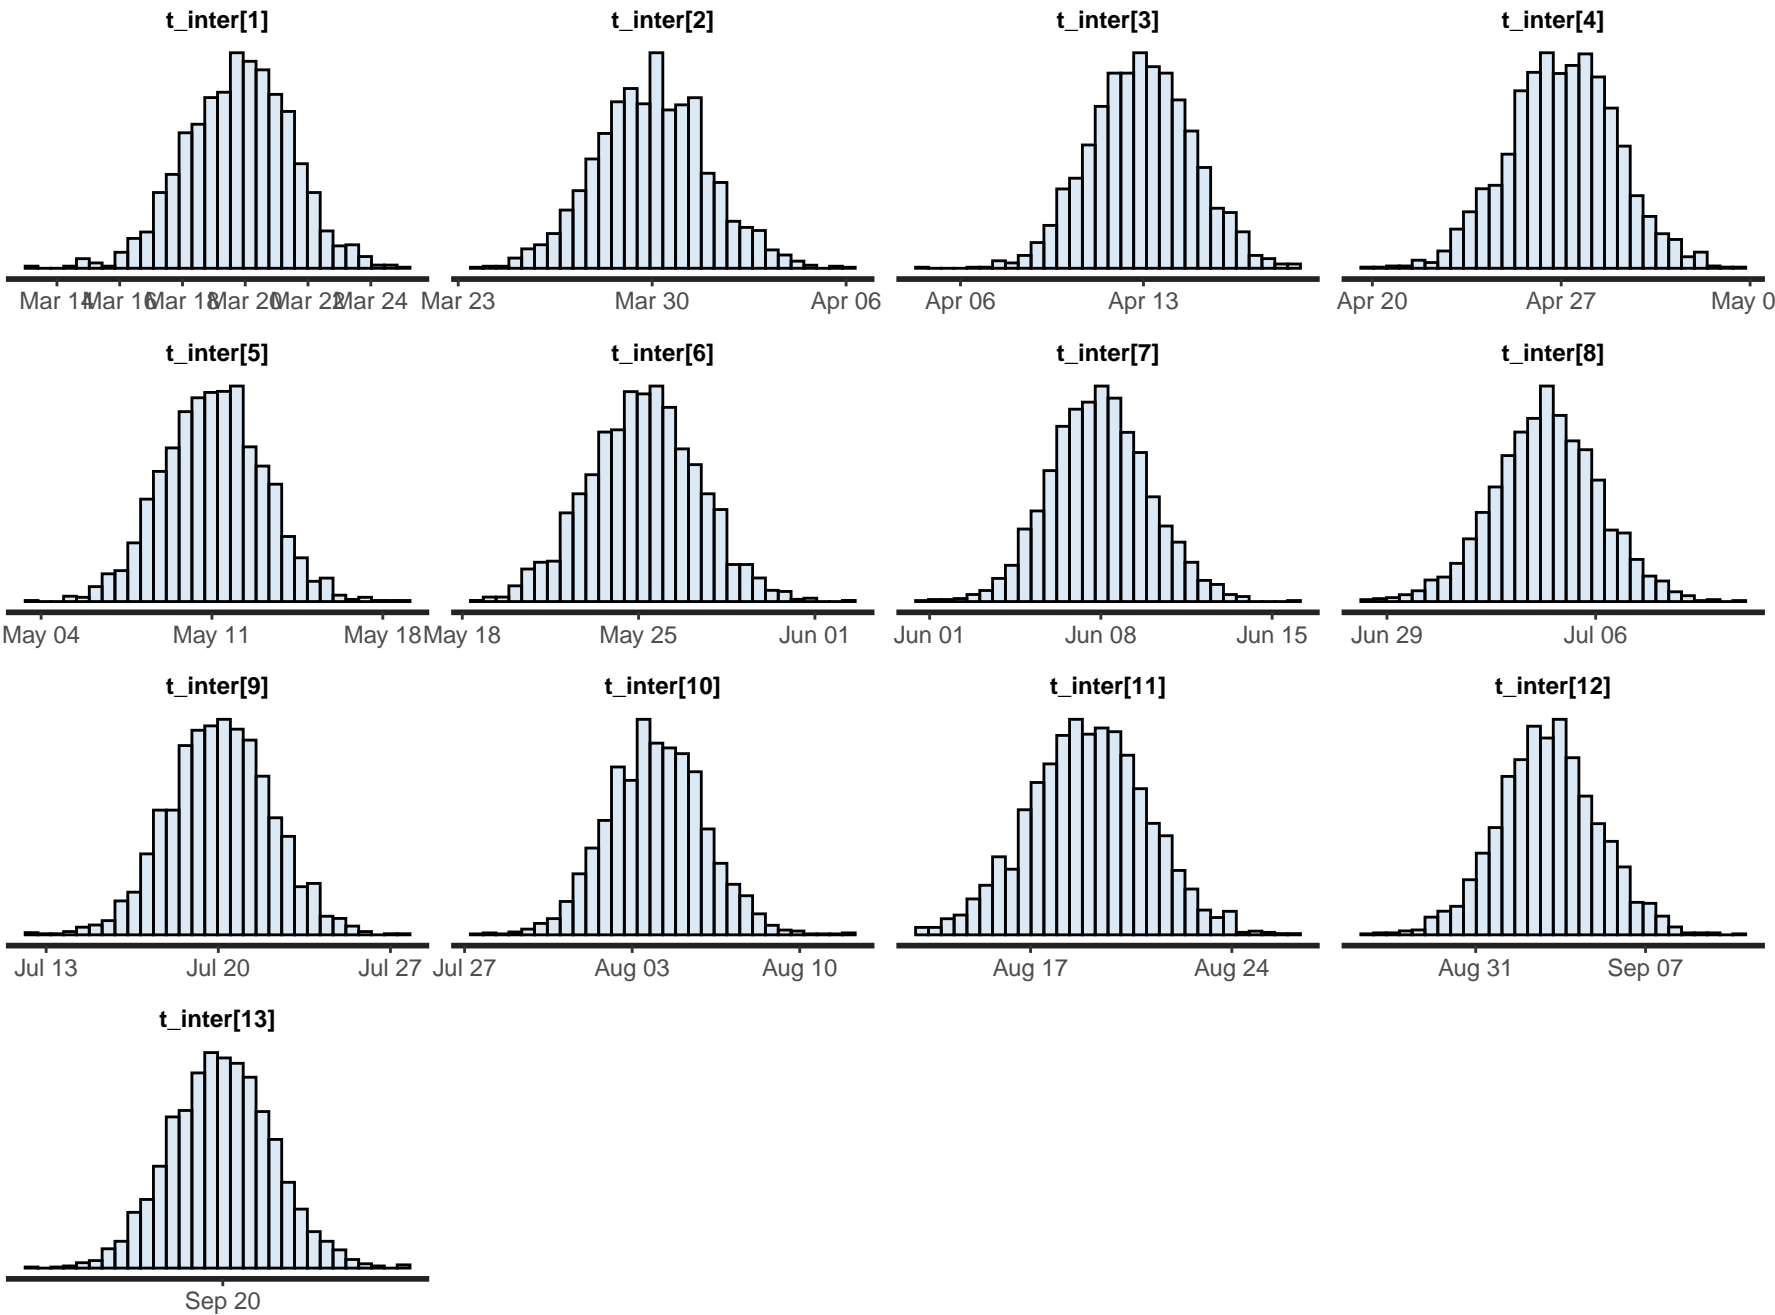 t_inter[1] t_inter[2] t_inter[3] t_inter[4]
Mar 14 Mar 16 Mar 18 Mar 20 Mar 22 Mar 24 Mar 23 Mar 30 Apr 06 Apr 06 Apr 13 Apr 20 Apr 27 May 0
t_inter[5] t_inter[6] t_inter[7] t_inter[8]
May 04 May 11 May 18 May 18 May 25 Jun 01 Jun 01 Jun 08 Jun 15 Jun 29 Jul 06
t_inter[9] t_inter[10] t_inter[11] t_inter[12]
Jul 13 Jul 20 Jul 27 Jul 27 Aug 03 Aug 10 Aug 17 Aug 24 Aug 31 Sep 07
t_inter[13]
Sep 20